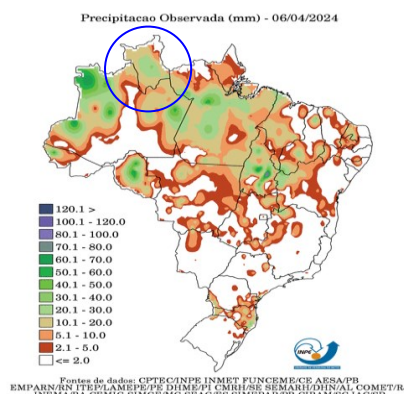 Precipitacao Observada (mm) - 06/04/2024
120.1 >
100.1 - 120.0
80.1 - 100.0
70.1 - 80.0
60.1 - 70.0
50.1 - 60.0
40.1 - 50.0
30.1 - 40.0
20.1 - 30.0
10.1 - 20.0
5.1 - 10.0
2.1 - 5.0
<= 2.0
INPE
Fontes de dados: CPTEC/INPE INMET FUNCEME/CE AESA/PB
EMPARN/RN ITEP/LAMEPE/PE DHME/PI CMRH/SE SEMARH/DHN/AL COMET/R